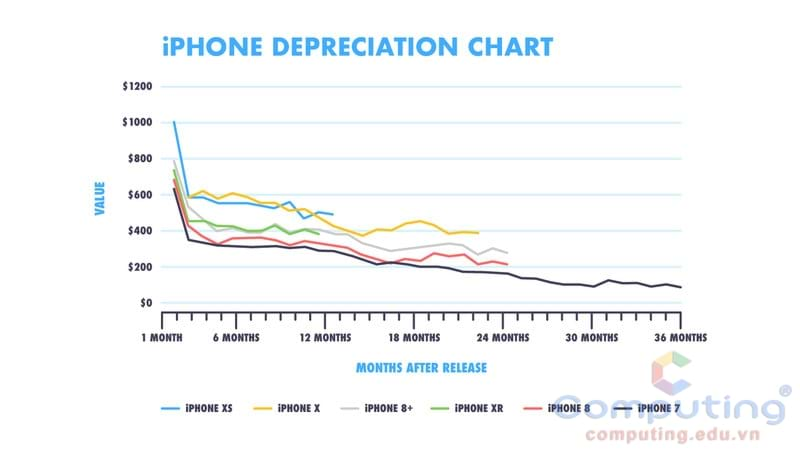 iPHONE DEPRECIATION CHART
$1200
$1000
$800
$600
$400
$200
$0
VALUE
1 MONTH 6 MONTHS 12 MONTHS 18 MONTHS 24 MONTHS 30 MONTHS 36 MONTHS
MONTHS AFTER RELEASE
iPHONE XS iPHONE X iPHONE 8+ iPHONE XR iPHONE 8 iPHONE 7
Computing®
computing.edu.vn